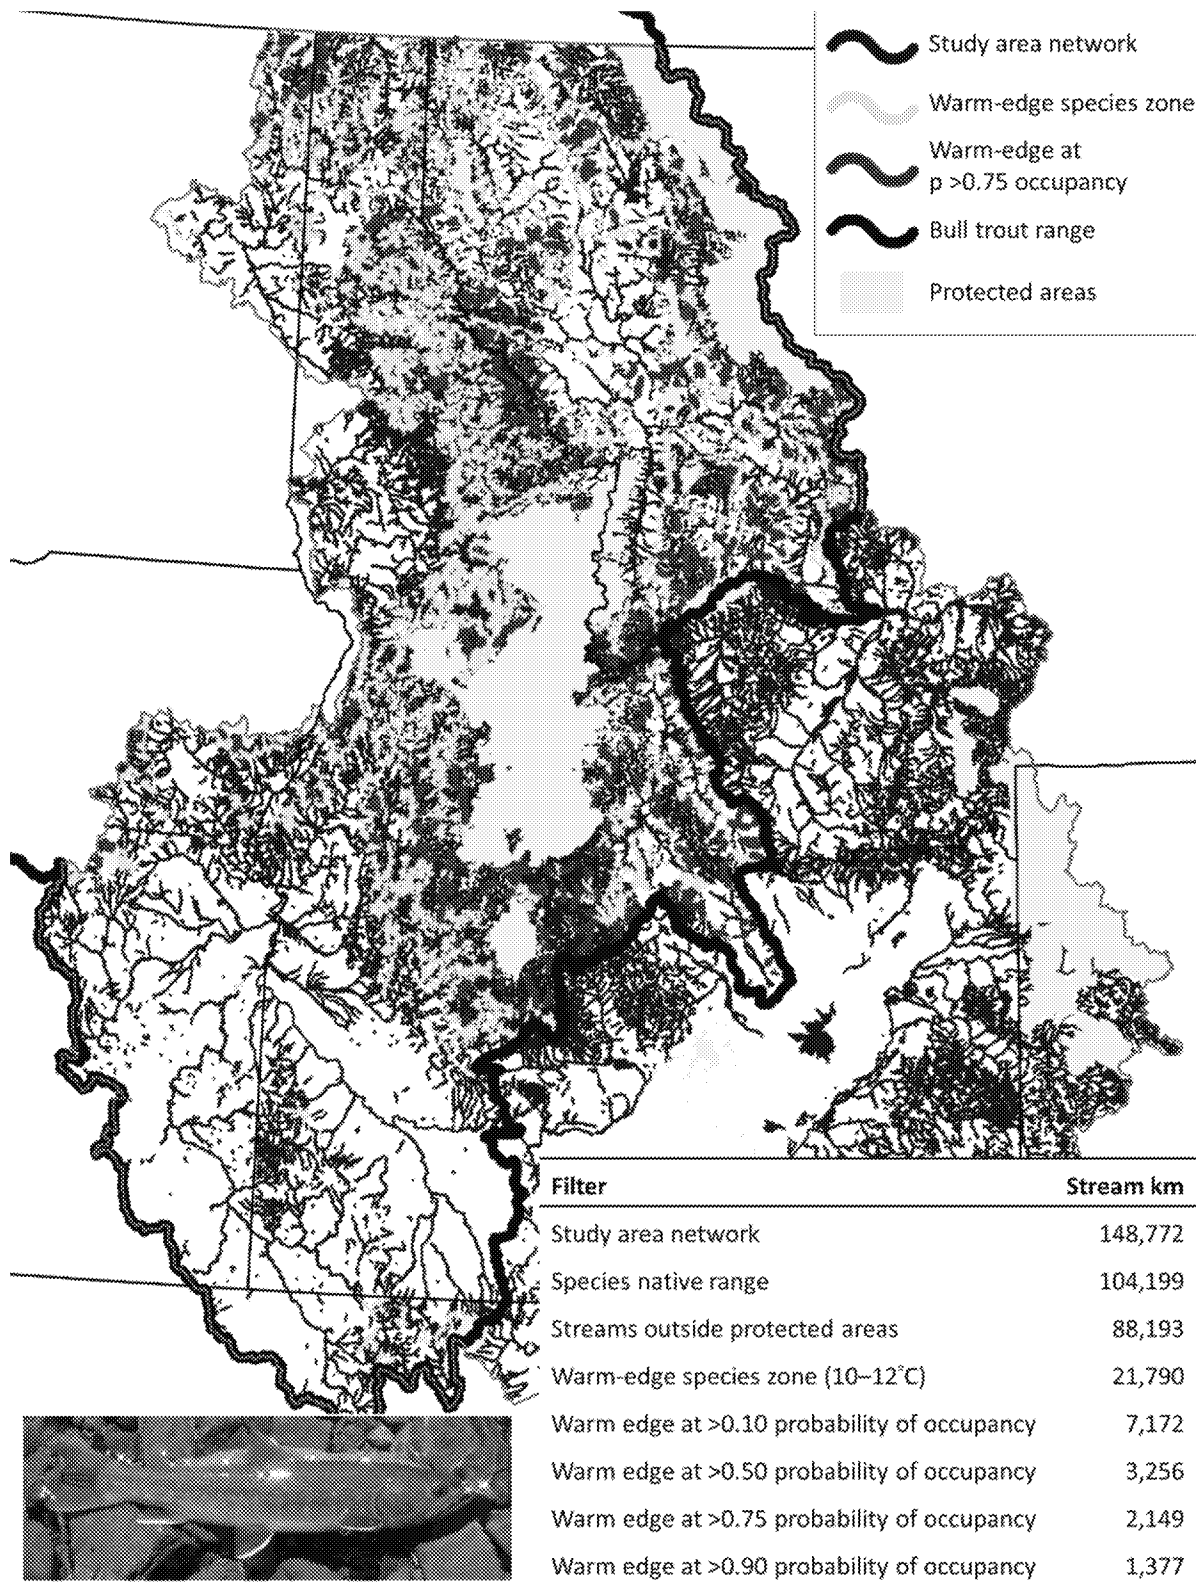 Study area network
Warm-edge species zone
Warm-edge at
p >0.75 occupancy
Bull trout range
Protected areas
Filter Stream km
Study area network 148,772
Species native range 104,199
Streams outside protected areas 88,193
Warm-edge species zone (10–12°C) 21,790
Warm edge at >0.10 probability of occupancy 7,172
Warm edge at >0.50 probability of occupancy 3,256
Warm edge at >0.75 probability of occupancy 2,149
Warm edge at >0.90 probability of occupancy 1,377